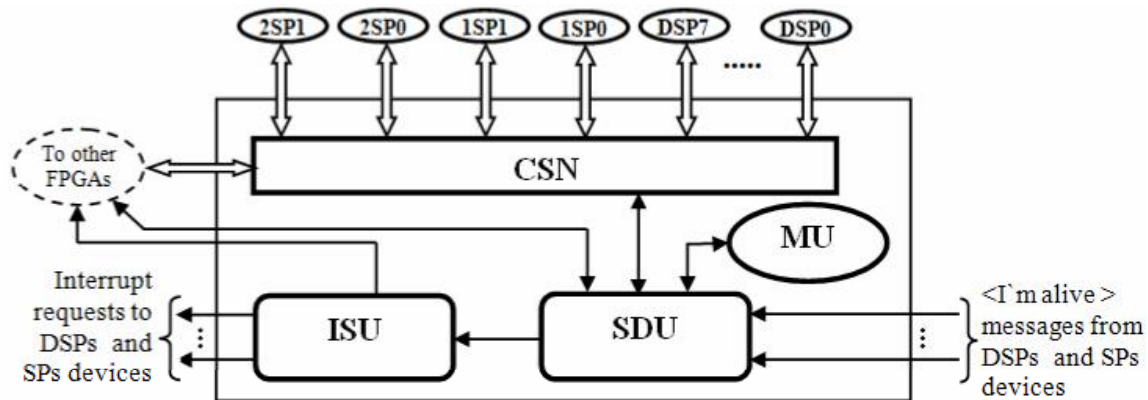 2SP1 2SP0 1SP1 1SP0 DSP7 ..... DSP0
To other
FPGAs
CSN
MU
Interrupt
requests to
DSPs and
SPs devices
ISU
SDU
<I`m alive >
messages from
DSPs and SPs
devices